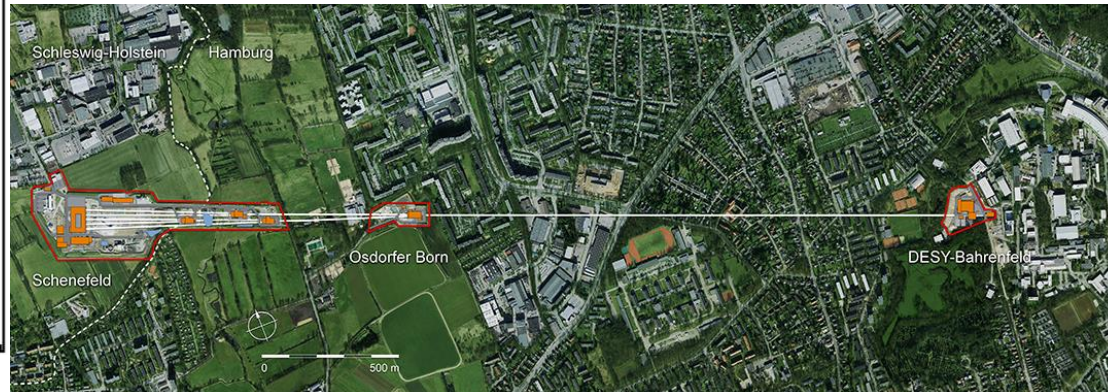 Schleswig-Holstein
Hamburg
Schenefeld
Osdorfer Born
DESY-Bahrenfeld
0
500 m